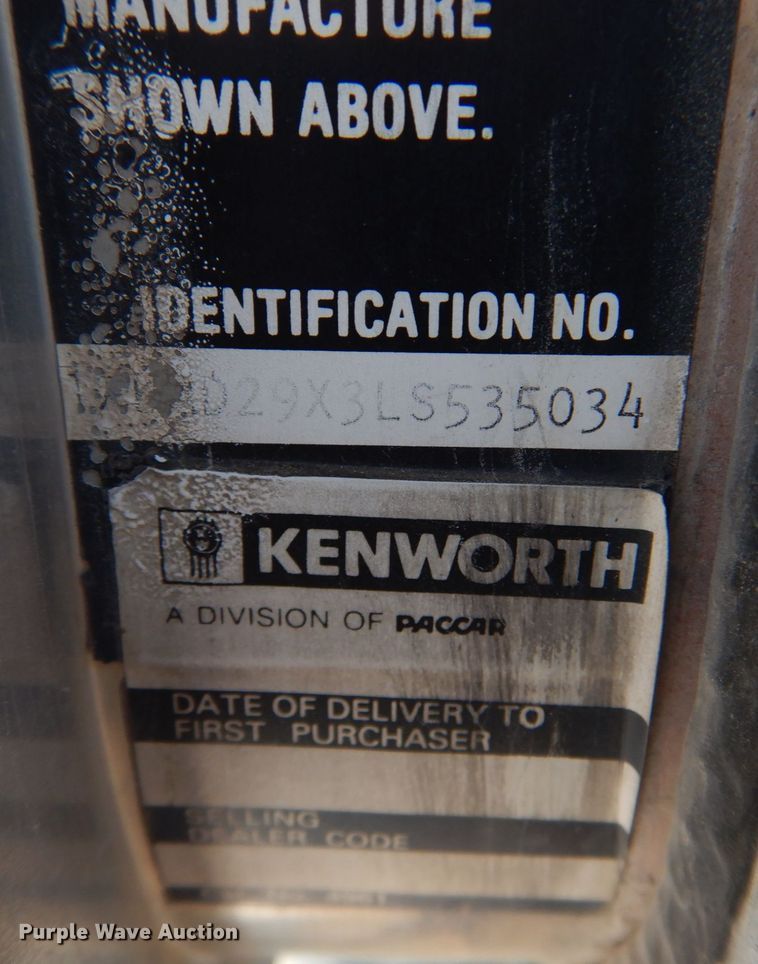 MANUFACTURE
SHOWN ABOVE.
IDENTIFICATION NO.
D29X3LS535034
KENWORTH
A DIVISION OF PACCAR
DATE OF DELIVERY TO
FIRST PURCHASER
SELLING
DEALER CODE
Purple Wave Auction